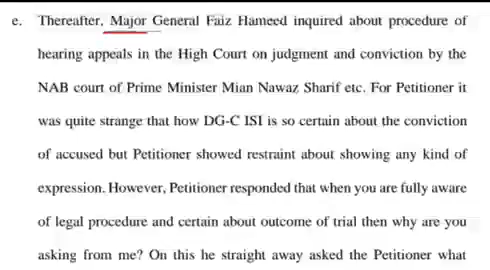 e. Thereafter, Major General Faiz Hameed inquired about procedure of
hearing appeals in the High Court on judgment and conviction by the
NAB court of Prime Minister Mian Nawaz Sharif etc. For Petitioner it
was quite strange that how DG-C ISI is so certain about the conviction
of accused but Petitioner showed restraint about showing any kind of
expression. However, Petitioner responded that when you are fully aware
of legal procedure and certain about outcome of trial then why are you
asking from me? On this he straight away asked the Petitioner what